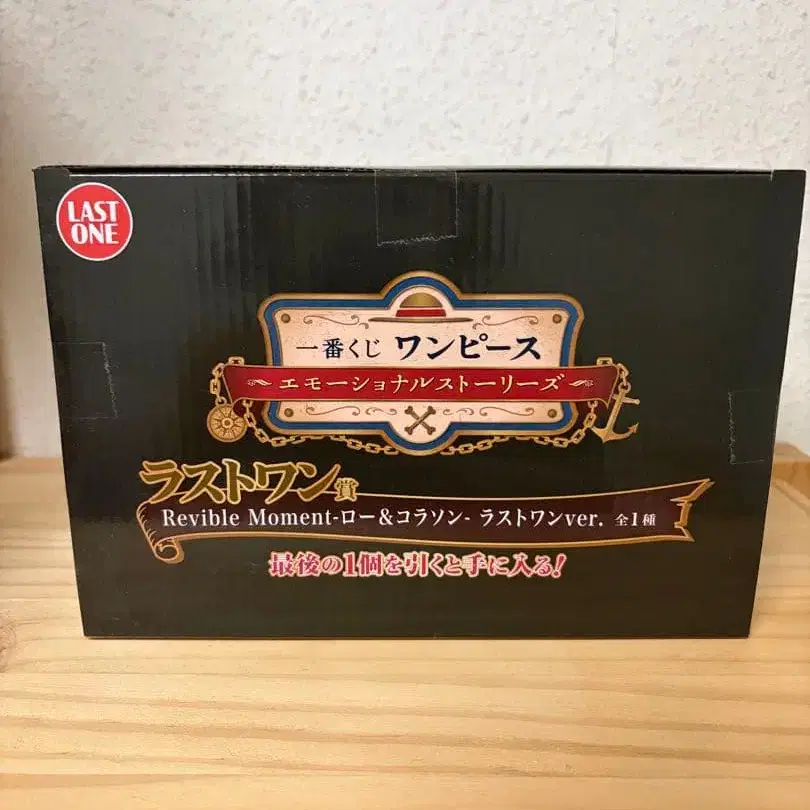 LAST
ONE
一番くじ ワンピース
エモーショナルストーリーズ
ラストワン賞
Revible Moment-ロー&コラソン- ラストワンver. 全1種
最後の1個を引くと手に入る!